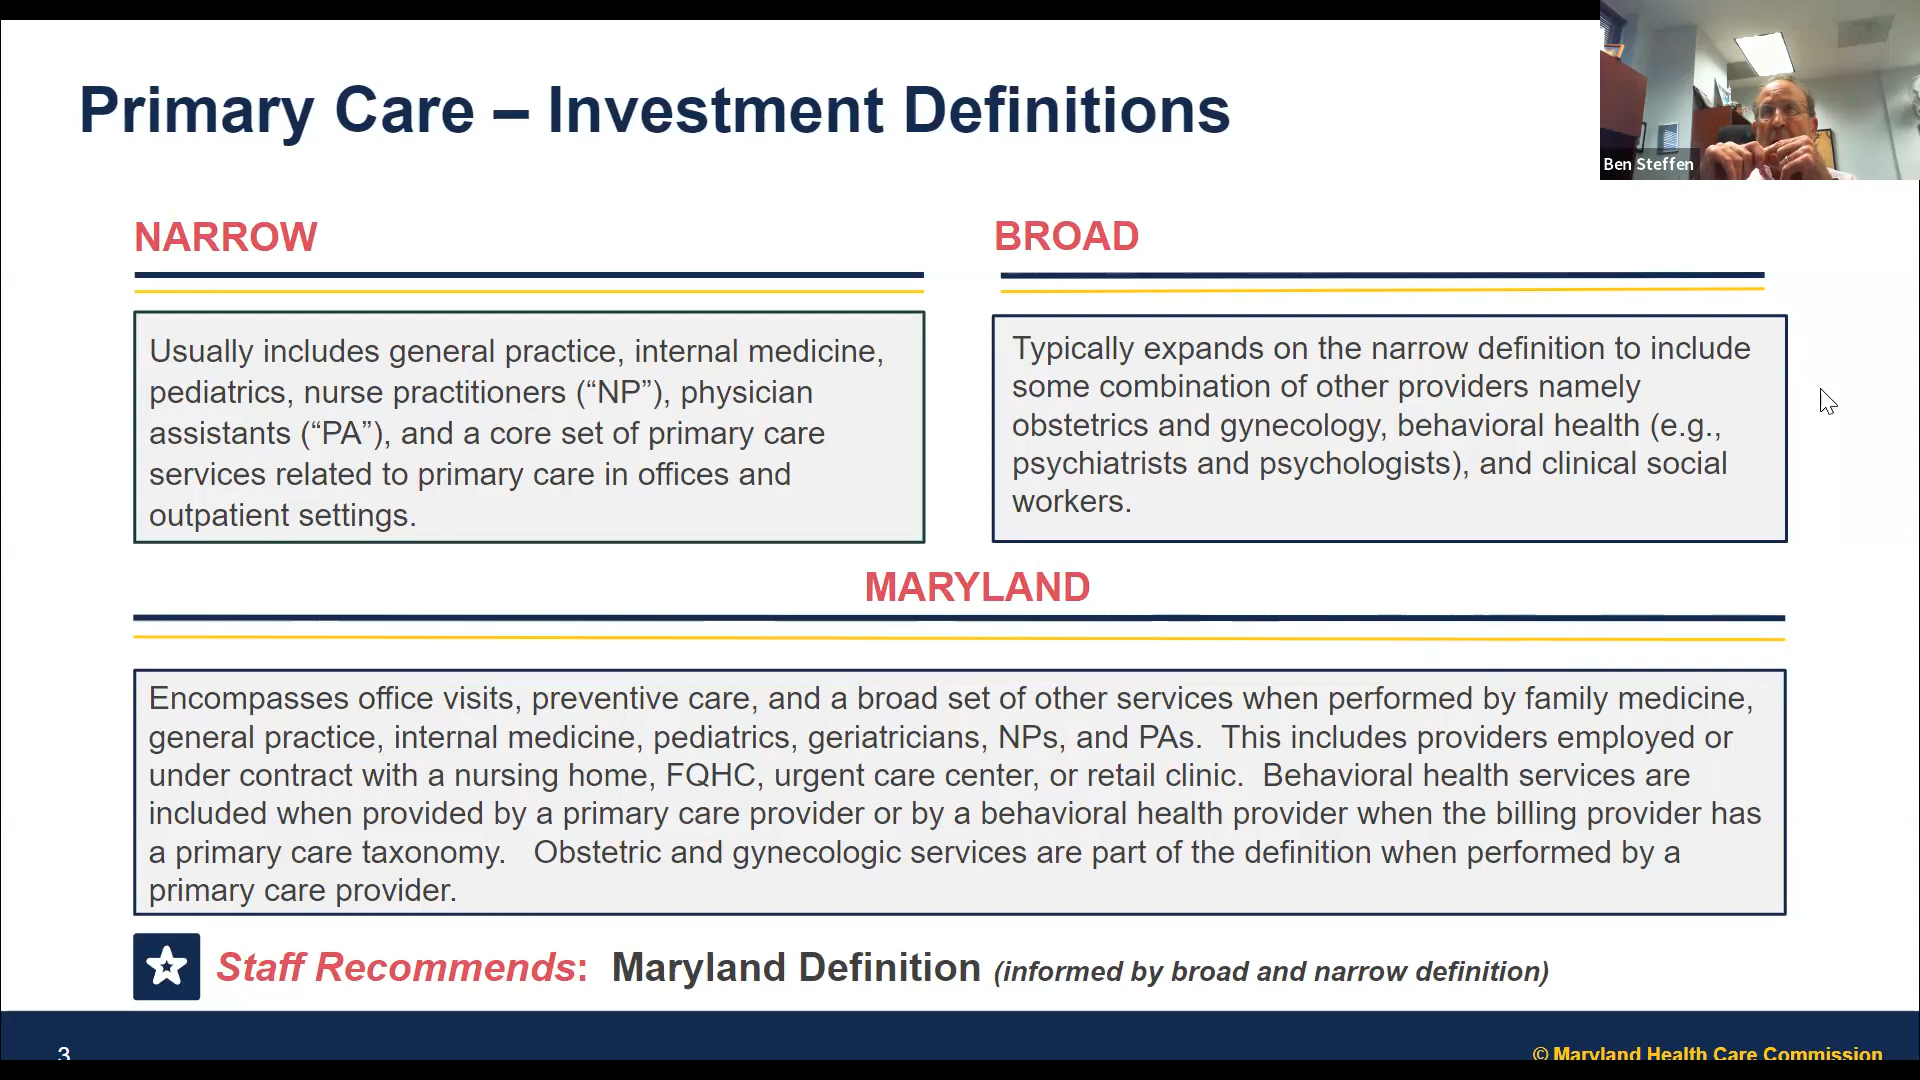 Primary Care – Investment Definitions
Ben Steffen
NARROW
Usually includes general practice, internal medicine,
pediatrics, nurse practitioners (“NP”), physician
assistants (“PA”), and a core set of primary care
services related to primary care in offices and
outpatient settings.
BROAD
Typically expands on the narrow definition to include
some combination of other providers namely
obstetrics and gynecology, behavioral health (e.g.,
psychiatrists and psychologists), and clinical social
workers.
MARYLAND
Encompasses office visits, preventive care, and a broad set of other services when performed by family medicine,
general practice, internal medicine, pediatrics, geriatricians, NPs, and PAs.  This includes providers employed or
under contract with a nursing home, FQHC, urgent care center, or retail clinic.  Behavioral health services are
included when provided by a primary care provider or by a behavioral health provider when the billing provider has
a primary care taxonomy.   Obstetric and gynecologic services are part of the definition when performed by a
primary care provider.
Staff Recommends:  Maryland Definition (informed by broad and narrow definition)
3
© Maryland Health Care Commission